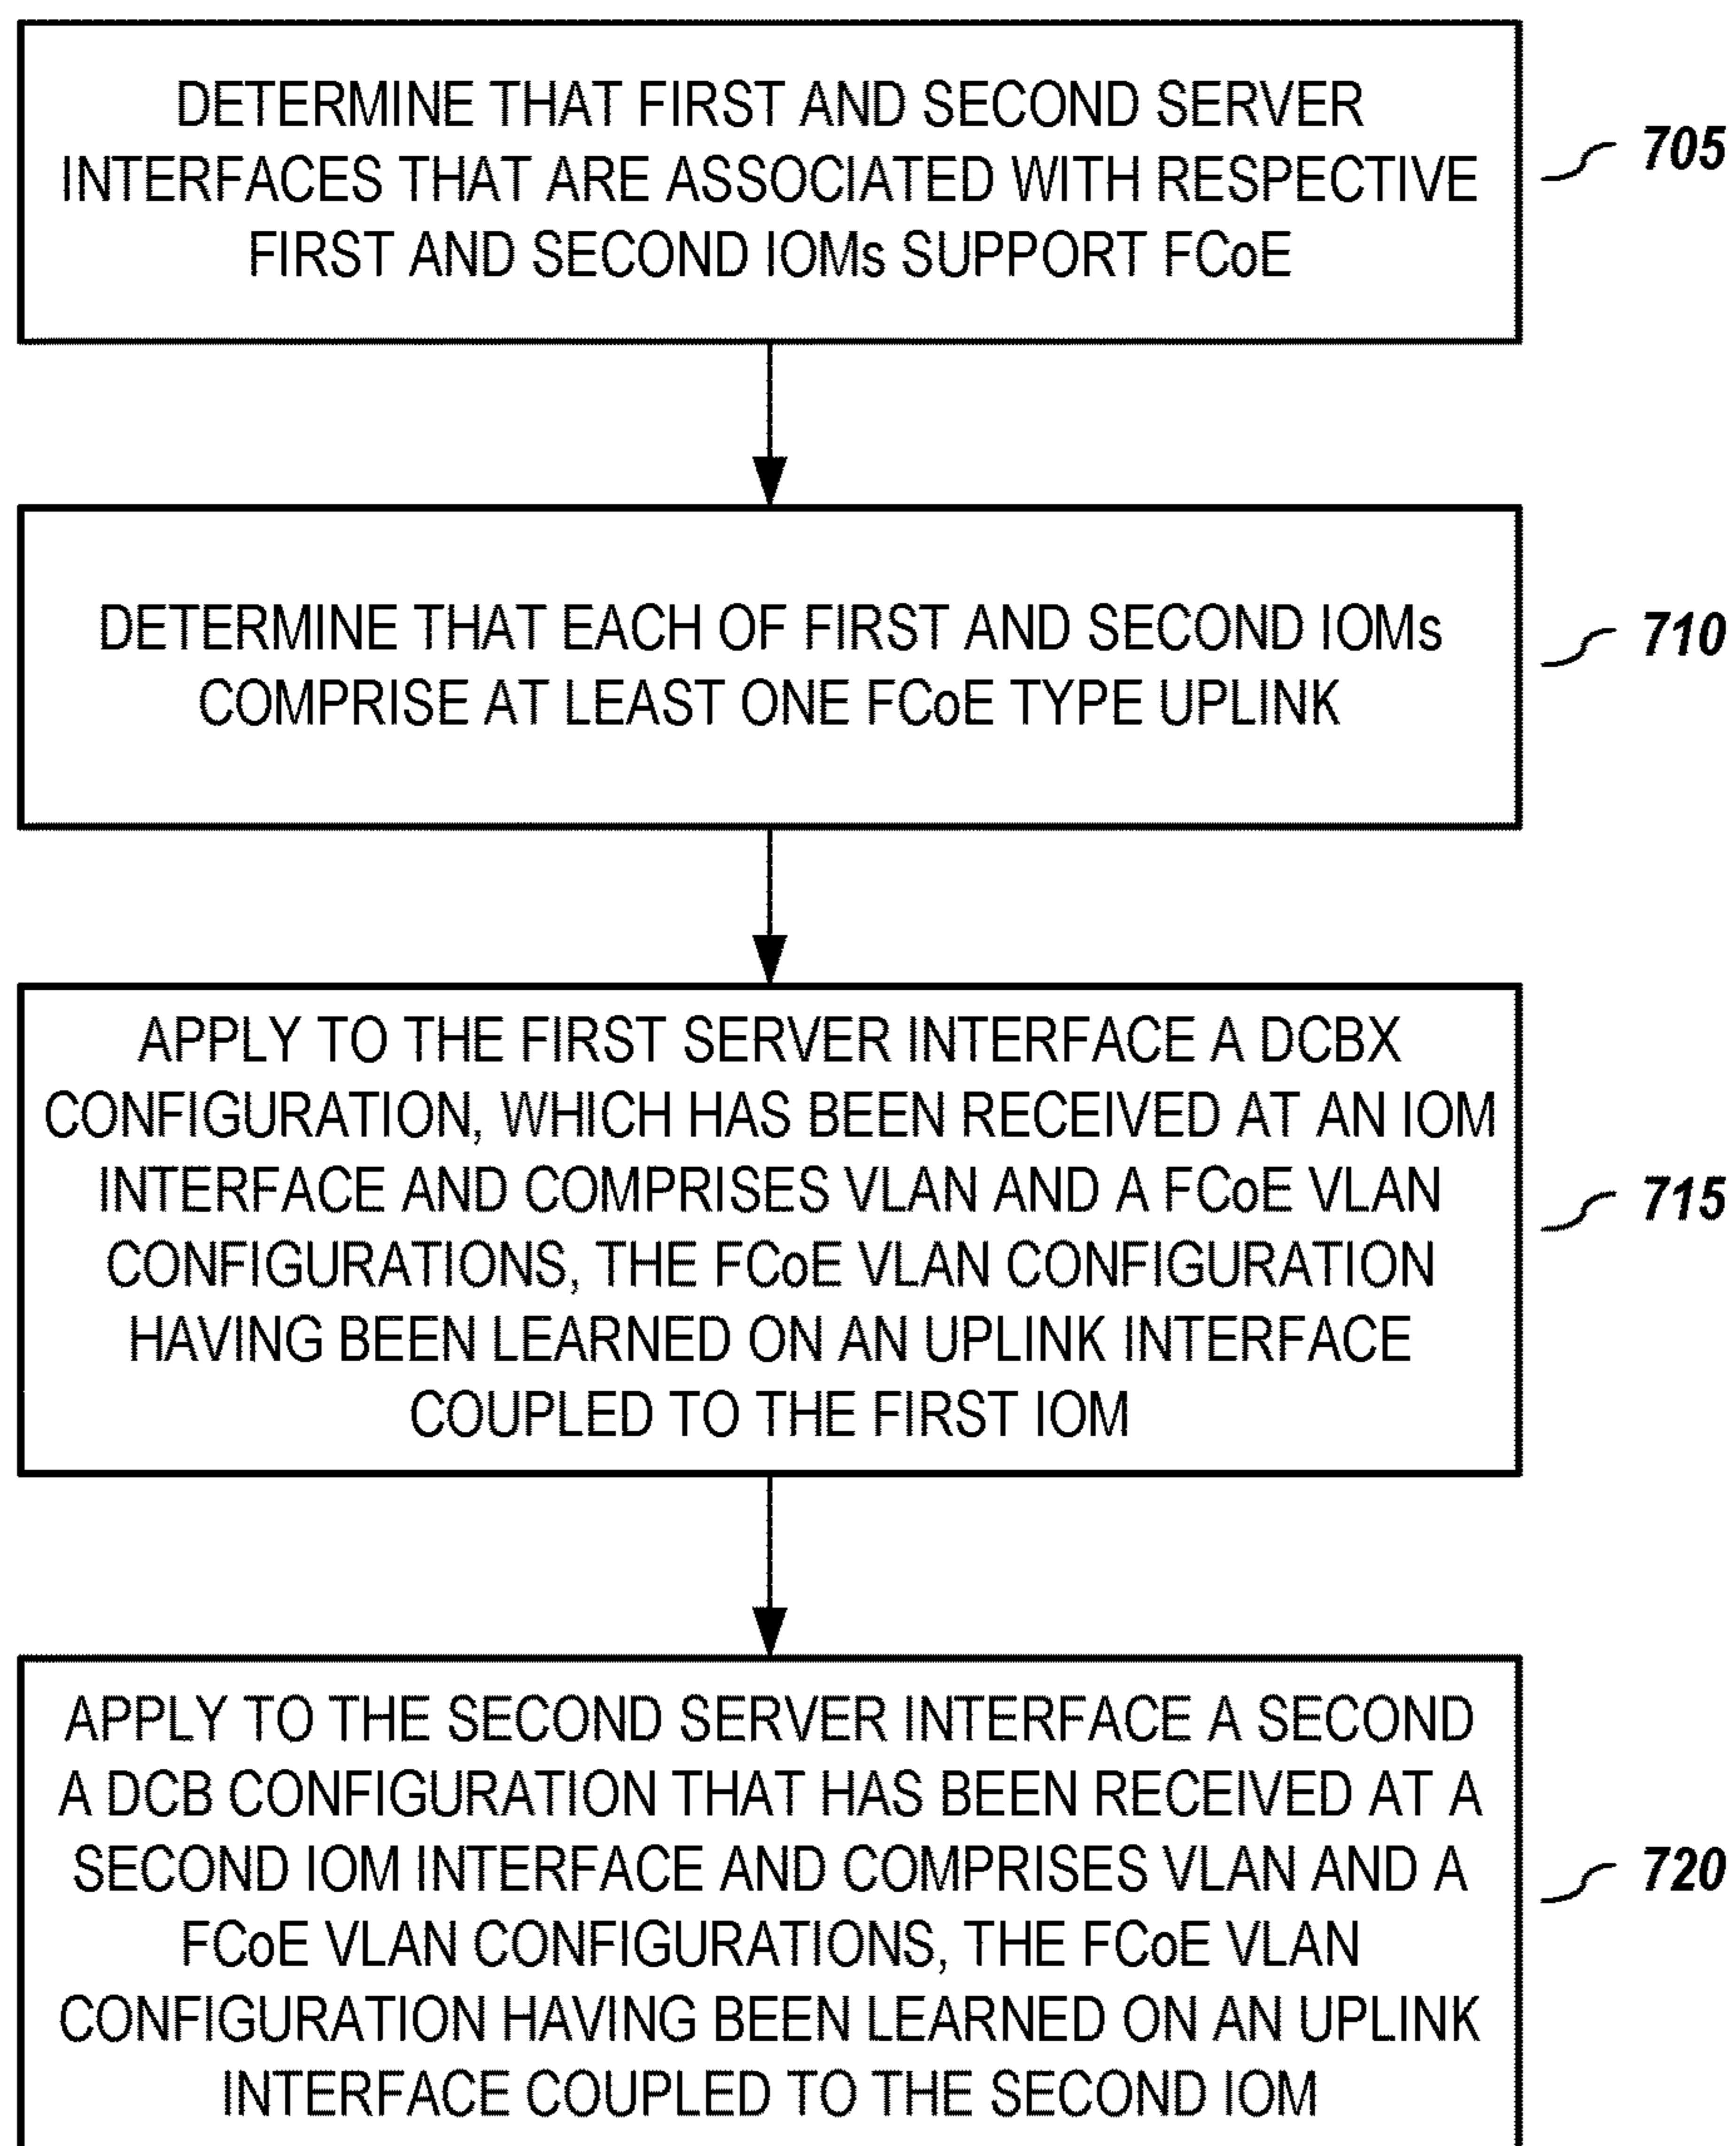 DETERMINE THAT FIRST AND SECOND SERVER
INTERFACES THAT ARE ASSOCIATED WITH RESPECTIVE
FIRST AND SECOND IOMs SUPPORT FCoE
705
DETERMINE THAT EACH OF FIRST AND SECOND IOMs
COMPRISE AT LEAST ONE FCoE TYPE UPLINK
710
APPLY TO THE FIRST SERVER INTERFACE A DCBX
CONFIGURATION, WHICH HAS BEEN RECEIVED AT AN IOM
INTERFACE AND COMPRISES VLAN AND A FCoE VLAN
CONFIGURATIONS, THE FCoE VLAN CONFIGURATION
HAVING BEEN LEARNED ON AN UPLINK INTERFACE
COUPLED TO THE FIRST IOM
715
APPLY TO THE SECOND SERVER INTERFACE A SECOND
A DCB CONFIGURATION THAT HAS BEEN RECEIVED AT A
SECOND IOM INTERFACE AND COMPRISES VLAN AND A
FCoE VLAN CONFIGURATIONS, THE FCoE VLAN
CONFIGURATION HAVING BEEN LEARNED ON AN UPLINK
INTERFACE COUPLED TO THE SECOND IOM
720